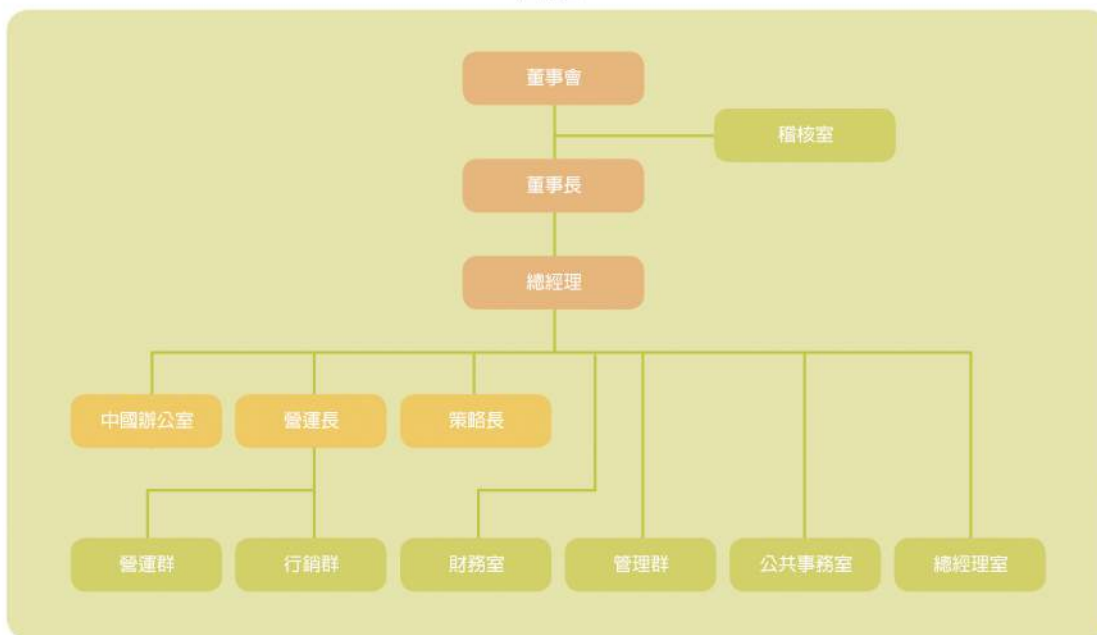 董事會
稽核室
董事長
總經理
中國辦公室
營運長
策略長
營運群
行銷群
財務室
管理群
公共事務室
總經理室